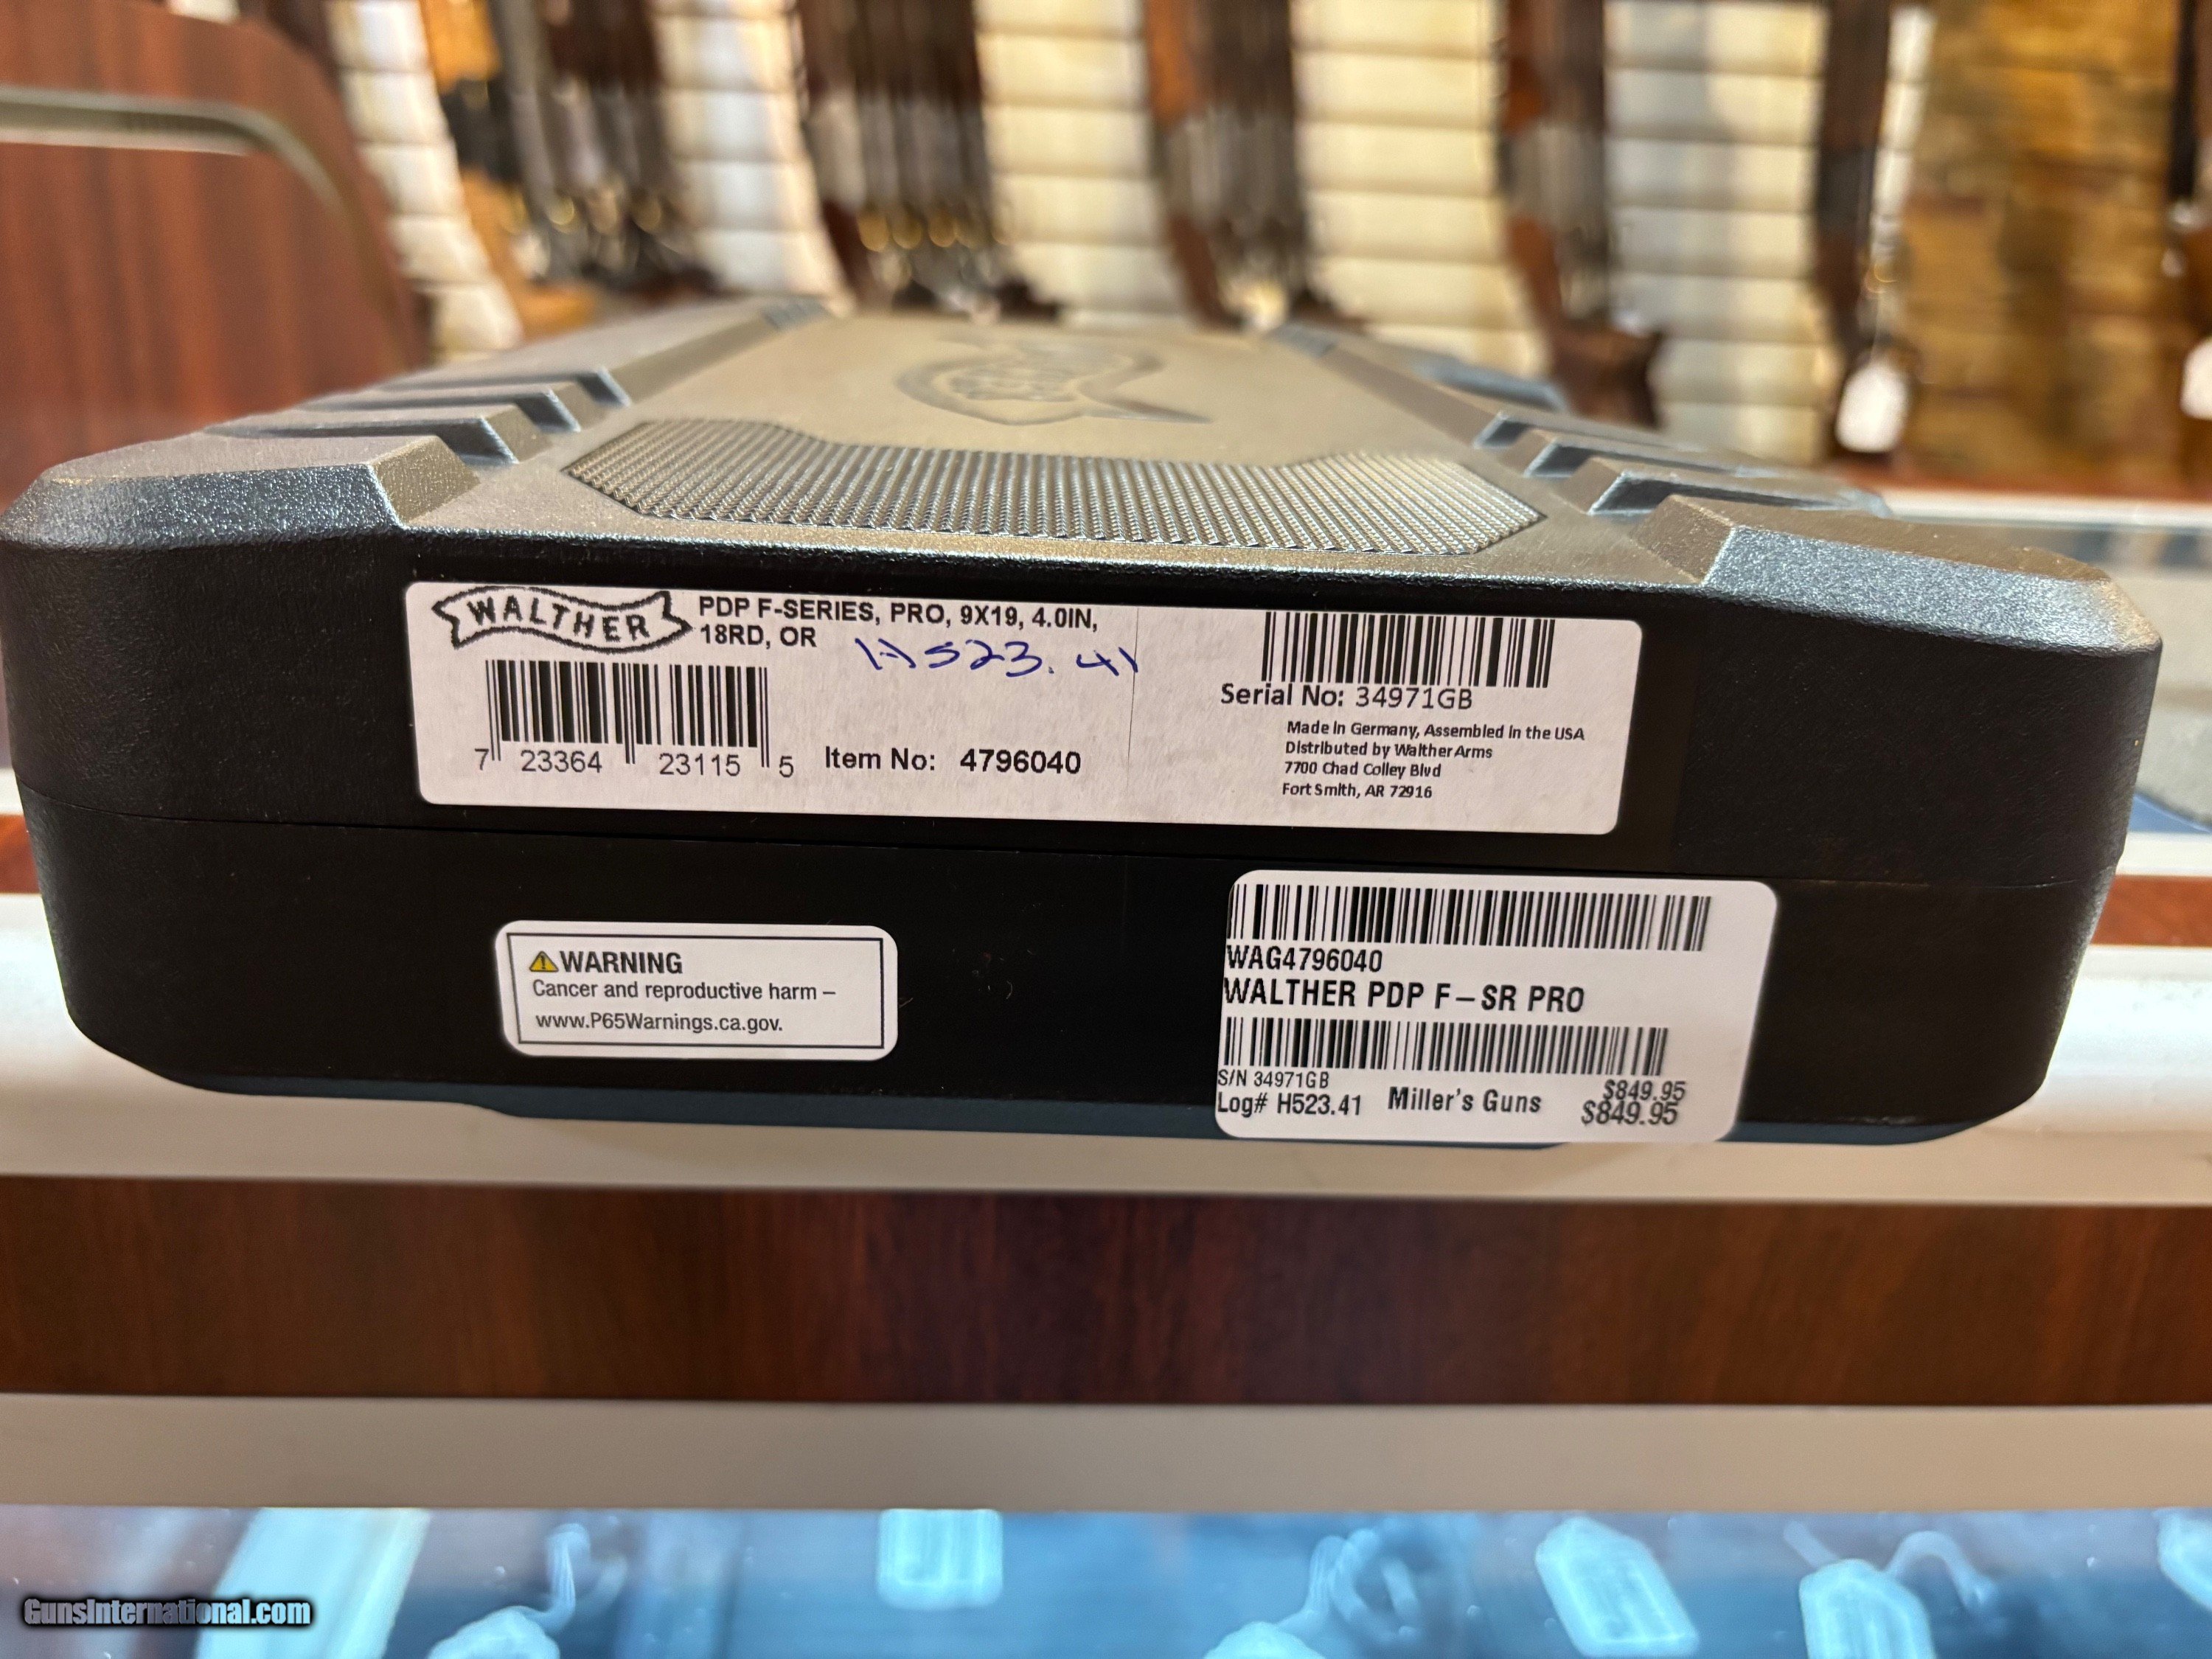 WALTHER
PDP F-SERIES, PRO, 9X19, 4.0IN,
18RD, OR
H523.41
7 23364 23115 5
Item No: 4796040
Serial No: 34971GB
Made in Germany, Assembled in the USA
Distributed by Walther Arms
7700 Chad Colley Blvd
Fort Smith, AR 72916
WARNING
Cancer and reproductive harm –
www.P65Warnings.ca.gov.
WAG4796040
WALTHER PDP F–SR PRO
S/N 34971GB
$849.95
Log# H523.41 Miller's Guns $849.95
GunsInternational.com